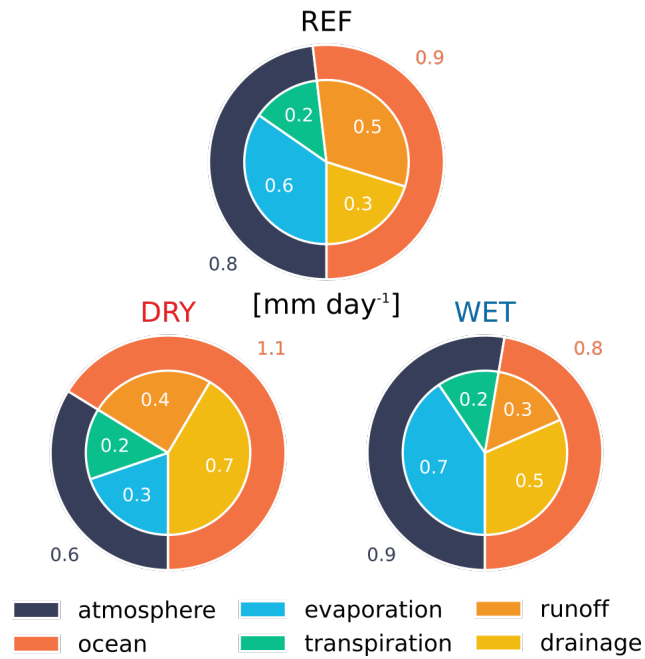 REF
0.9
0.2
0.5
0.6
0.3
0.8
DRY
[mm day⁻¹]
WET
1.1
0.8
0.4
0.2
0.7
0.3
0.6
0.2
0.3
0.7
0.5
0.9
atmosphere
evaporation
runoff
ocean
transpiration
drainage